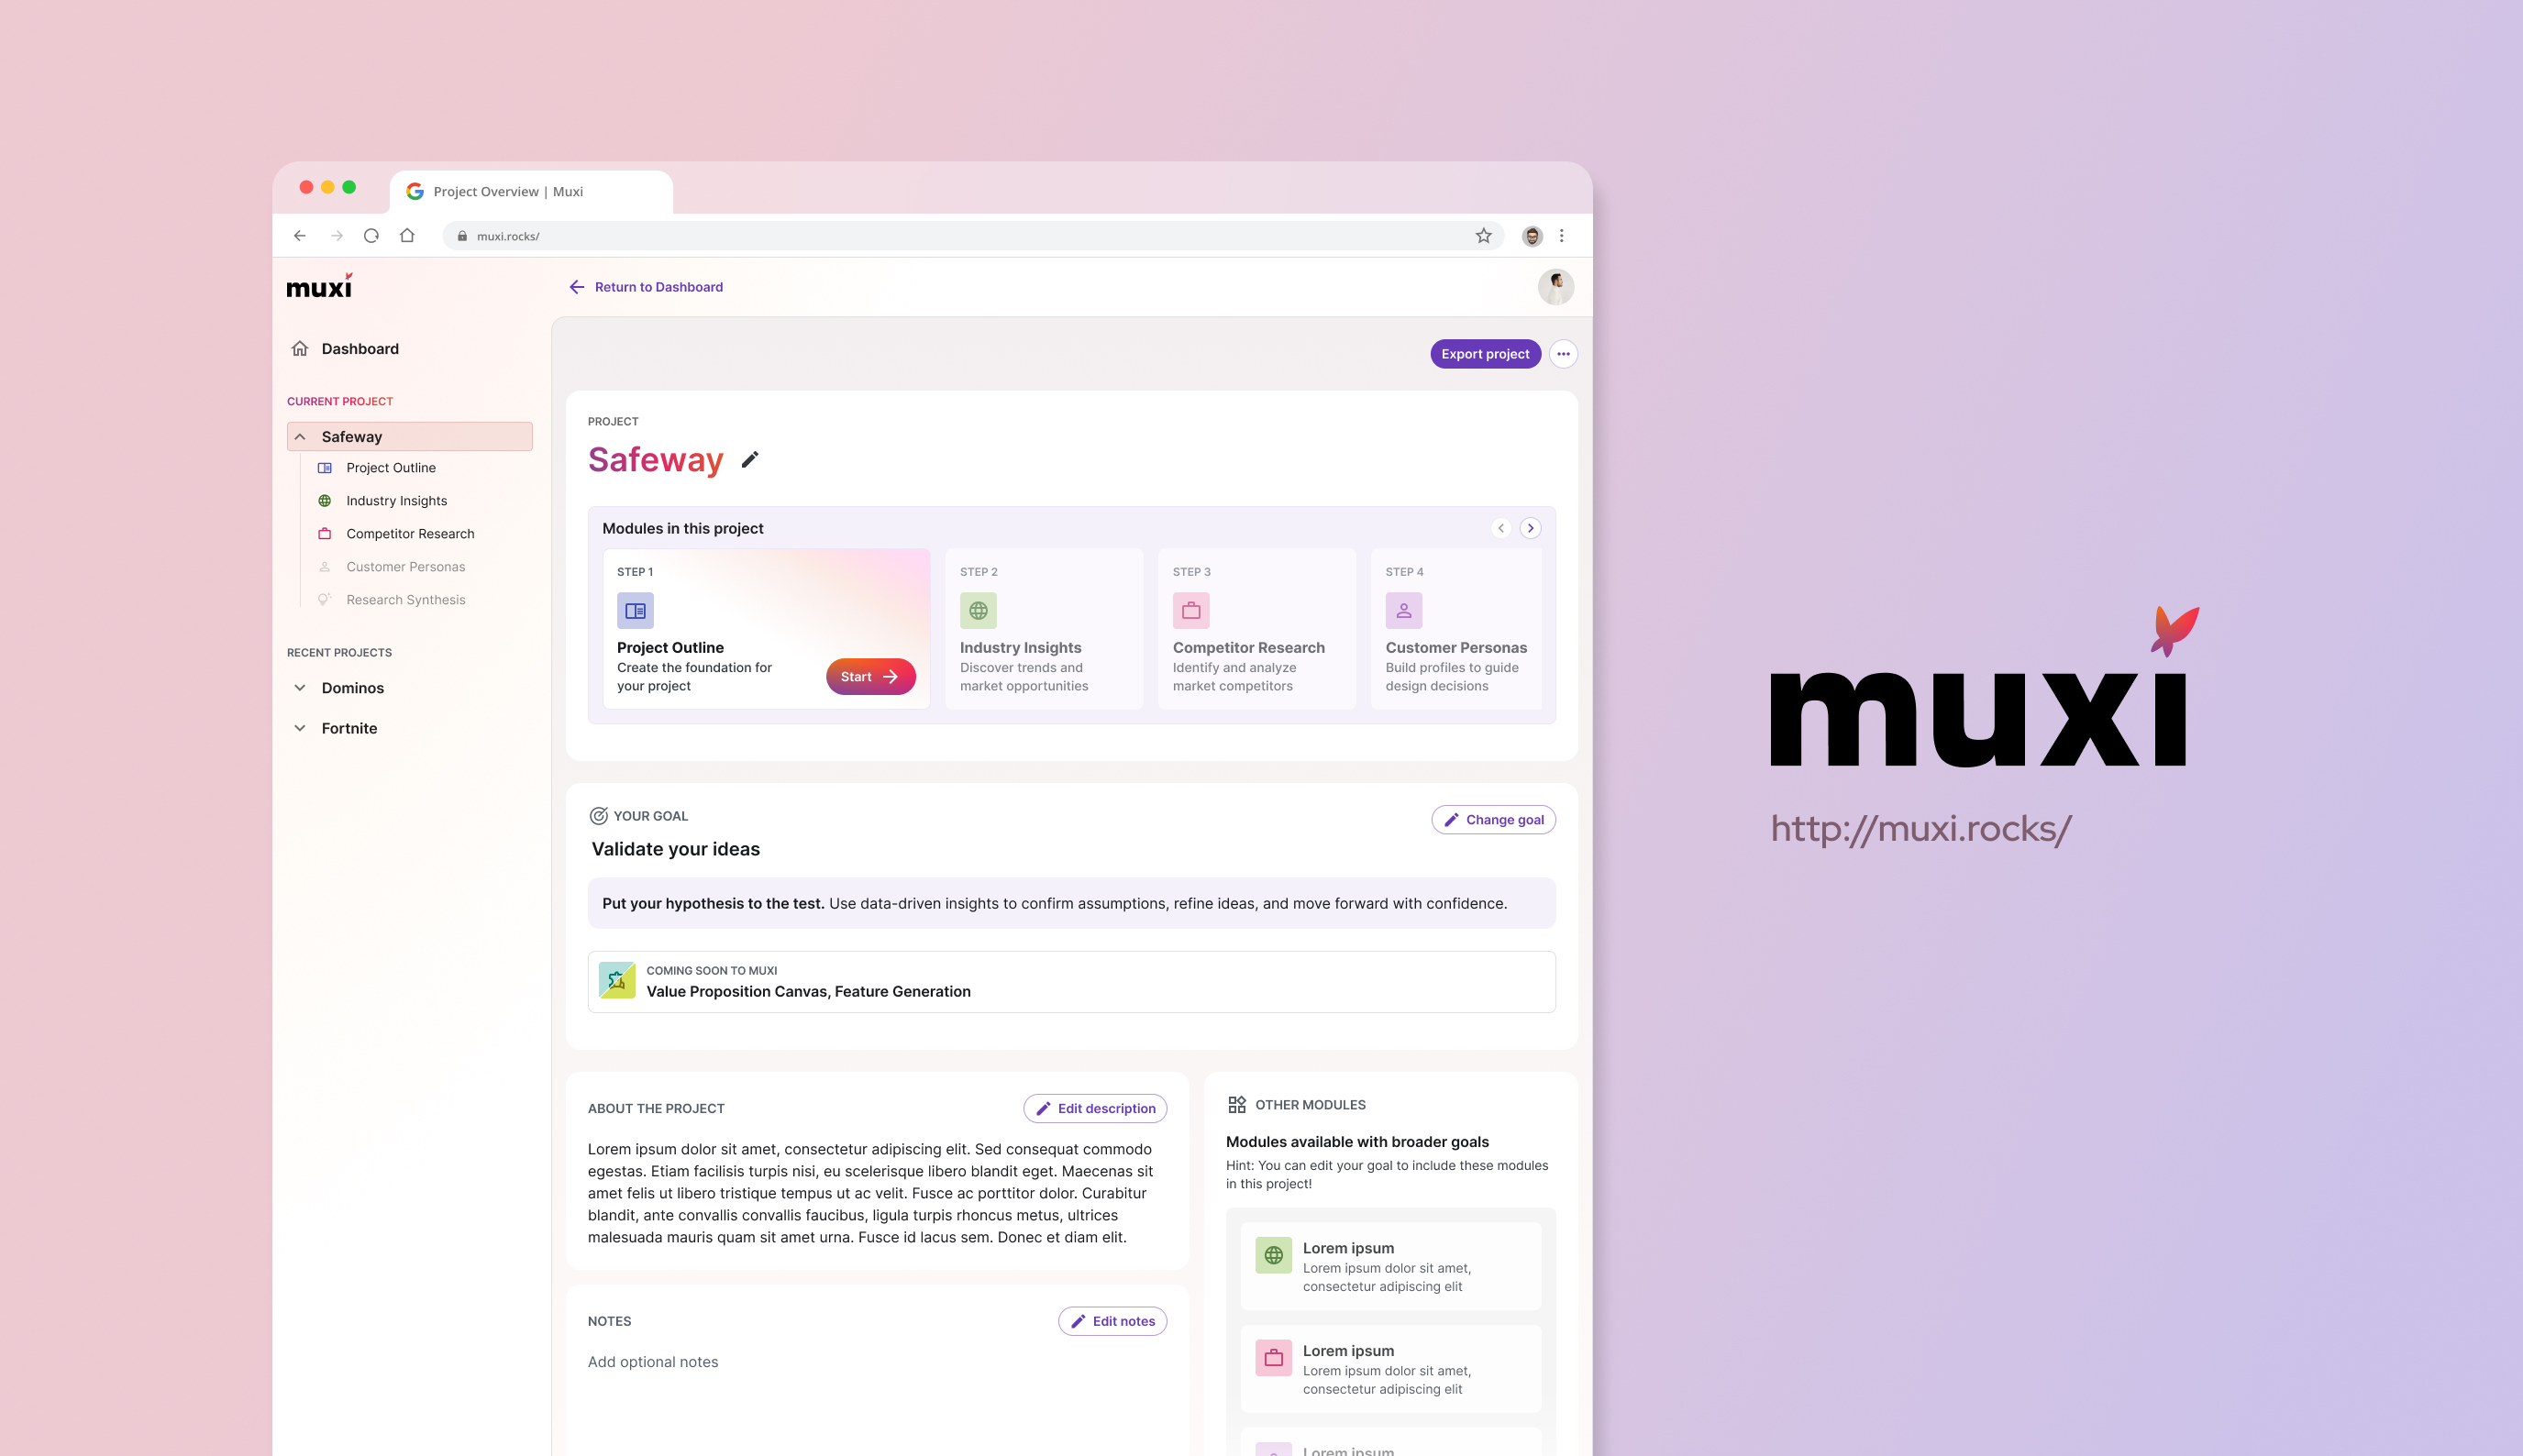 Project Overview | Muxi
muxi.rocks/
muxi
Return to Dashboard
Dashboard
CURRENT PROJECT
Safeway
Project Outline
Industry Insights
Competitor Research
Customer Personas
Research Synthesis
RECENT PROJECTS
Dominos
Fortnite
Export project
PROJECT
Safeway
Modules in this project
STEP 1
Project Outline
Create the foundation for
your project
Start
STEP 2
Industry Insights
Discover trends and
market opportunities
STEP 3
Competitor Research
Identify and analyze
market competitors
STEP 4
Customer Personas
Build profiles to guide
design decisions
YOUR GOAL
Change goal
Validate your ideas
Put your hypothesis to the test. Use data-driven insights to confirm assumptions, refine ideas, and move forward with confidence.
COMING SOON TO MUXI
Value Proposition Canvas, Feature Generation
ABOUT THE PROJECT
Edit description
Lorem ipsum dolor sit amet, consectetur adipiscing elit. Sed consequat commodo
egestas. Etiam facilisis turpis nisi, eu scelerisque libero blandit eget. Maecenas sit
amet felis ut libero tristique tempus ut ac velit. Fusce ac porttitor dolor. Curabitur
blandit, ante convallis convallis faucibus, ligula turpis rhoncus metus, ultrices
malesuada mauris quam sit amet urna. Fusce id lacus sem. Donec et diam elit.
NOTES
Edit notes
Add optional notes
OTHER MODULES
Modules available with broader goals
Hint: You can edit your goal to include these modules
in this project!
Lorem ipsum
Lorem ipsum dolor sit amet,
consectetur adipiscing elit
Lorem ipsum
Lorem ipsum dolor sit amet,
consectetur adipiscing elit
Lorem ipsum
muxi
http://muxi.rocks/